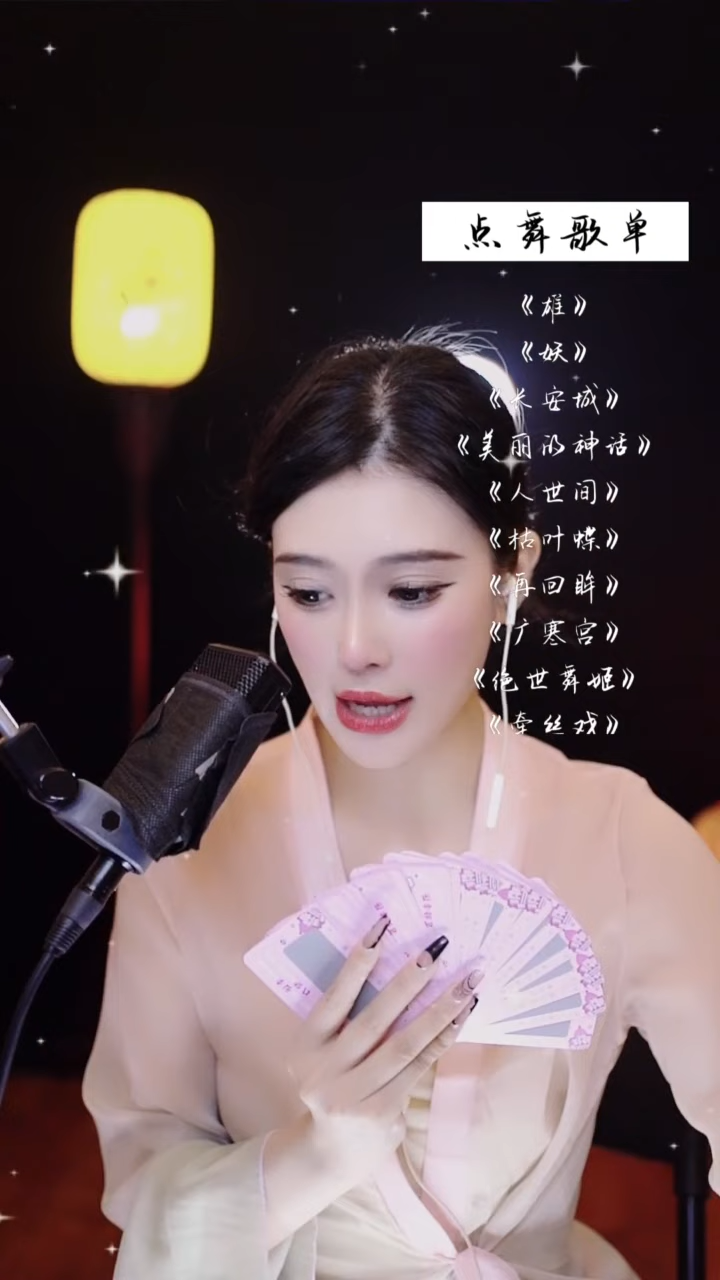 点舞歌单
《雄》
《妖》
《长安城》
《美丽的神话》
《人世间》
《枯叶蝶》
《再回眸》
《广寒宫》
《绝世舞姬》
《牵丝戏》